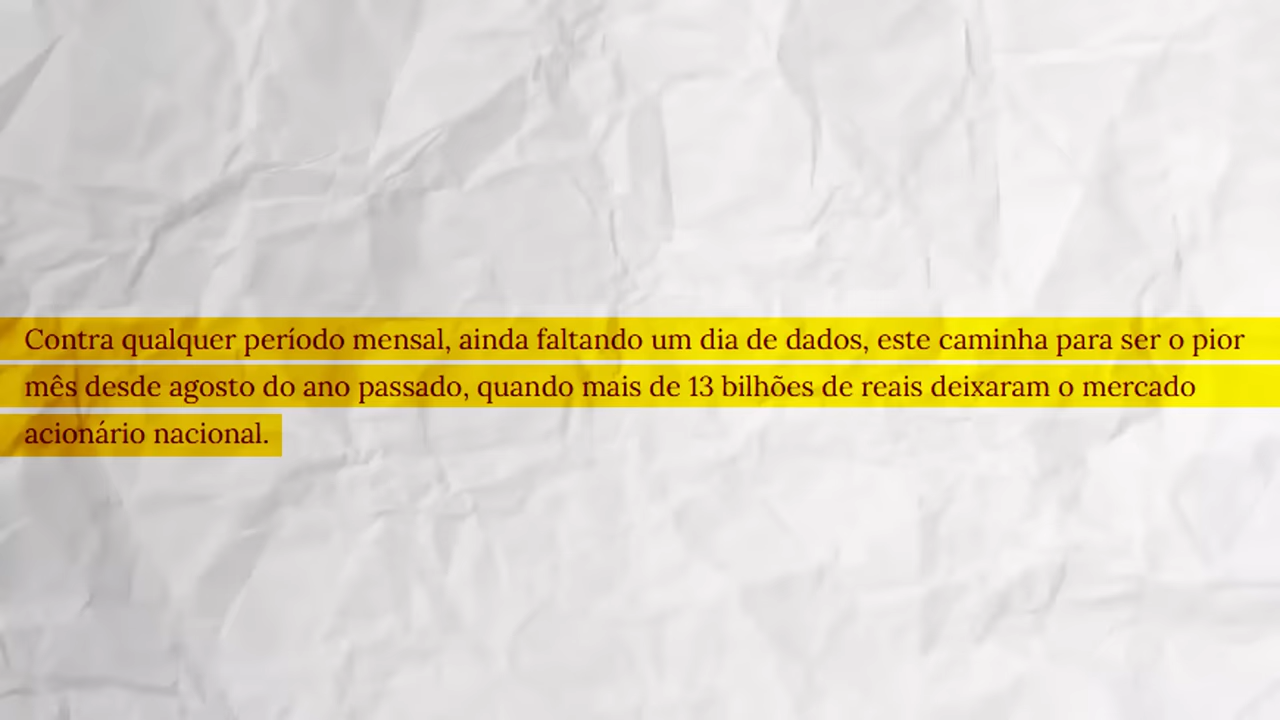 Contra qualquer período mensal, ainda faltando um dia de dados, este caminha para ser o pior
mês desde agosto do ano passado, quando mais de 13 bilhões de reais deixaram o mercado
acionário nacional.